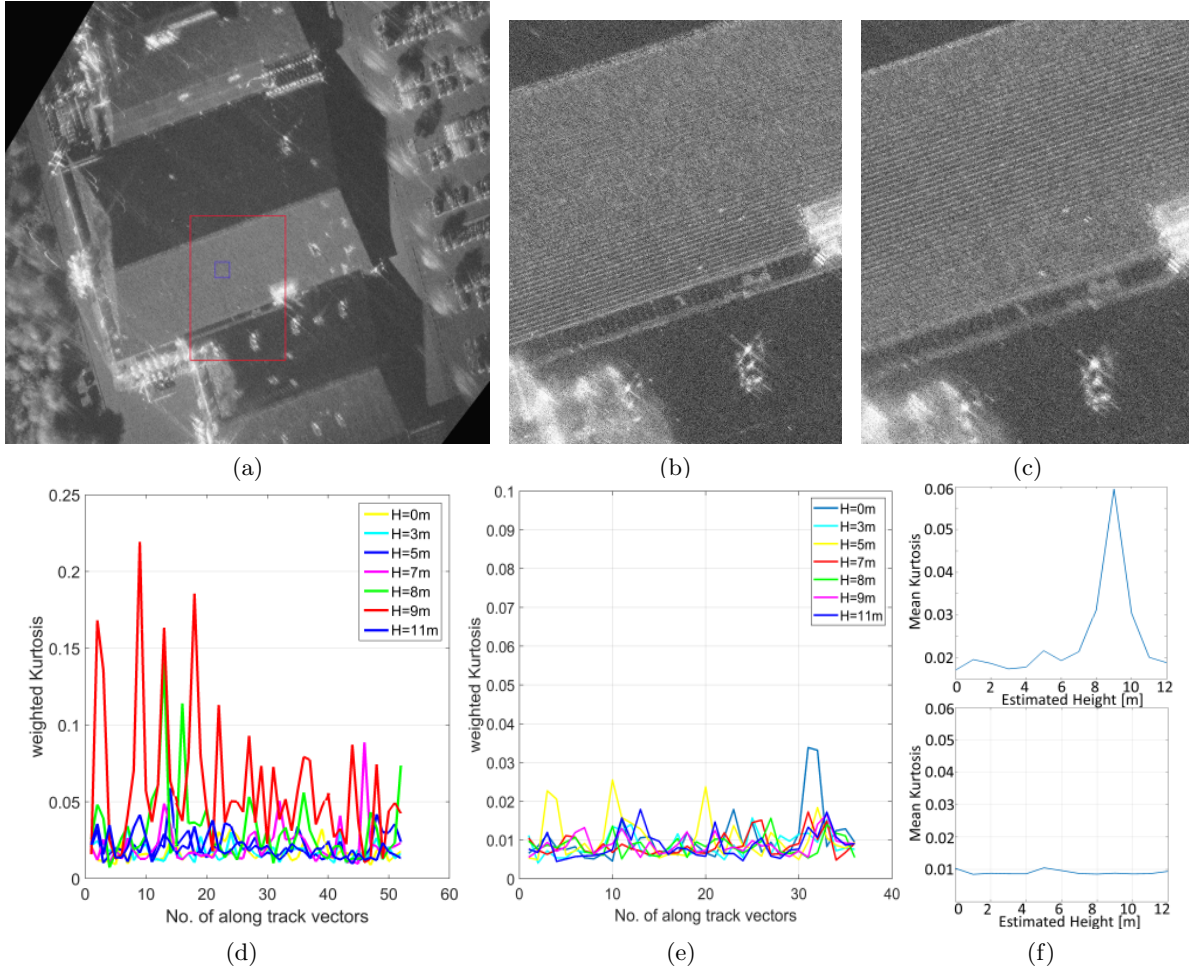 (a)
(b)
(c)
0.25
0.2
0.15
0.1
0.05
0
0
10
20
30
40
50
60
weighted Kurtosis
No. of along track vectors
H=0m
H=3m
H=5m
H=7m
H=8m
H=9m
H=11m
(d)
0.1
0.09
0.08
0.07
0.06
0.05
0.04
0.03
0.02
0.01
0
0
10
20
30
40
weighted Kurtosis
No. of along track vectors
H=0m
H=3m
H=5m
H=7m
H=8m
H=9m
H=11m
(e)
0.06
0.05
0.04
0.03
0.02
0 2 4 6 8 10 12
Mean Kurtosis
Estimated Height [m]
0.06
0.05
0.04
0.03
0.02
0.01
0 2 4 6 8 10 12
Mean Kurtosis
Estimated Height [m]
(f)